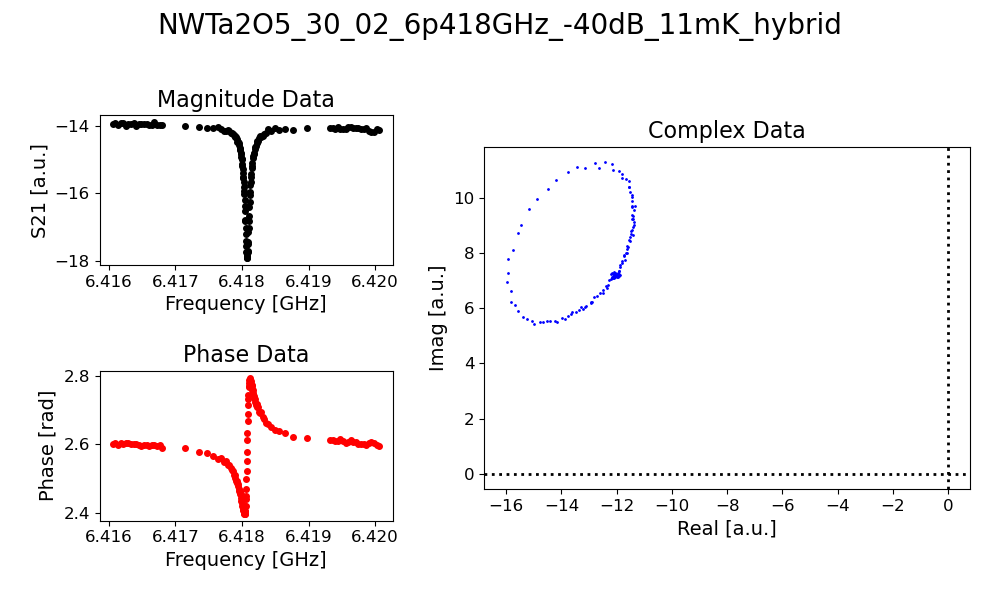 NWTa2O5_30_02_6p418GHz_-40dB_11mK_hybrid
Magnitude Data
S21 [a.u.]
−14
−16
−18
6.416 6.417 6.418 6.419 6.420
Frequency [GHz]
Phase Data
Phase [rad]
2.8
2.6
2.4
6.416 6.417 6.418 6.419 6.420
Frequency [GHz]
Complex Data
Imag [a.u.]
10
8
6
4
2
0
−16 −14 −12 −10 −8 −6 −4 −2 0
Real [a.u.]